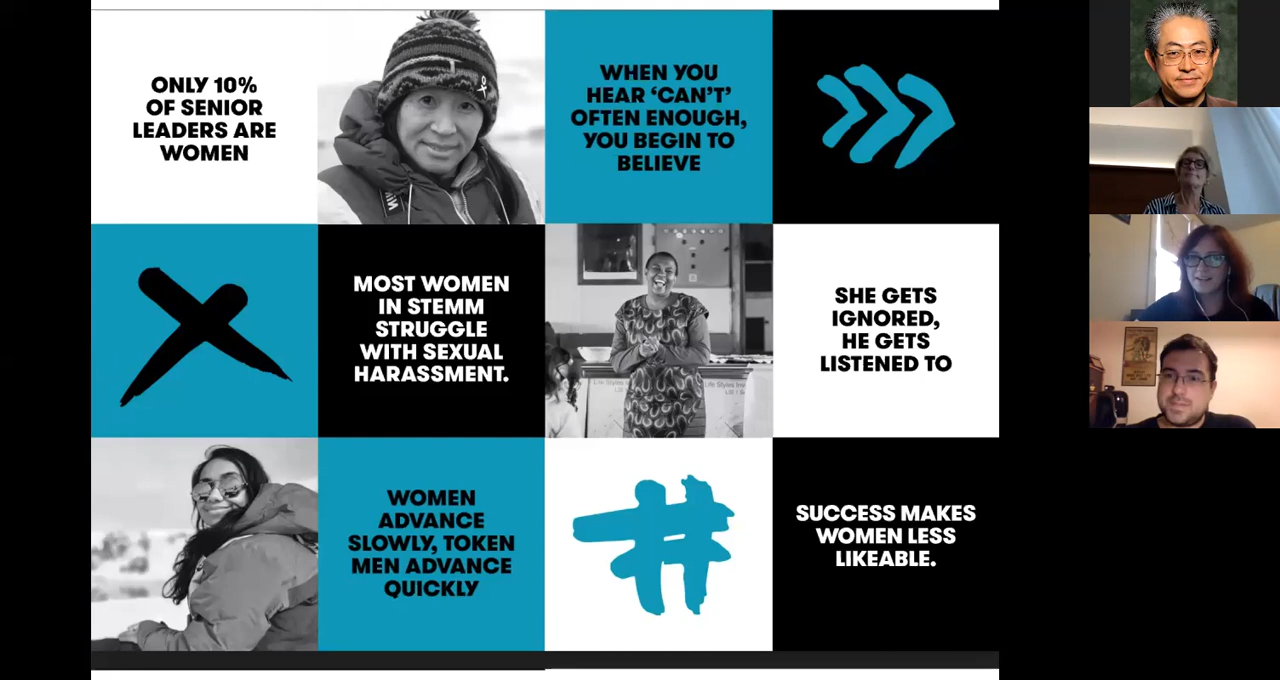 ONLY 10%
OF SENIOR
LEADERS ARE
WOMEN
WHEN YOU
HEAR ‘CAN’T’
OFTEN ENOUGH,
YOU BEGIN TO
BELIEVE
MOST WOMEN
IN STEMM
STRUGGLE
WITH SEXUAL
HARASSMENT.
SHE GETS
IGNORED,
HE GETS
LISTENED TO
WOMEN
ADVANCE
SLOWLY, TOKEN
MEN ADVANCE
QUICKLY
#
SUCCESS MAKES
WOMEN LESS
LIKEABLE.